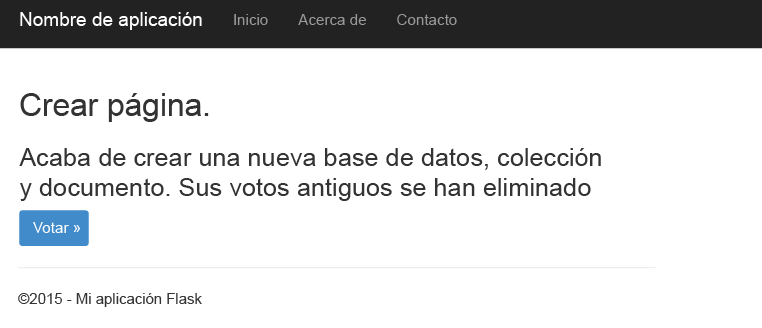 Nombre de aplicación Inicio Acerca de Contacto
Crear página.
Acaba de crear una nueva base de datos, colección
y documento. Sus votos antiguos se han eliminado
Votar »
©2015 - Mi aplicación Flask